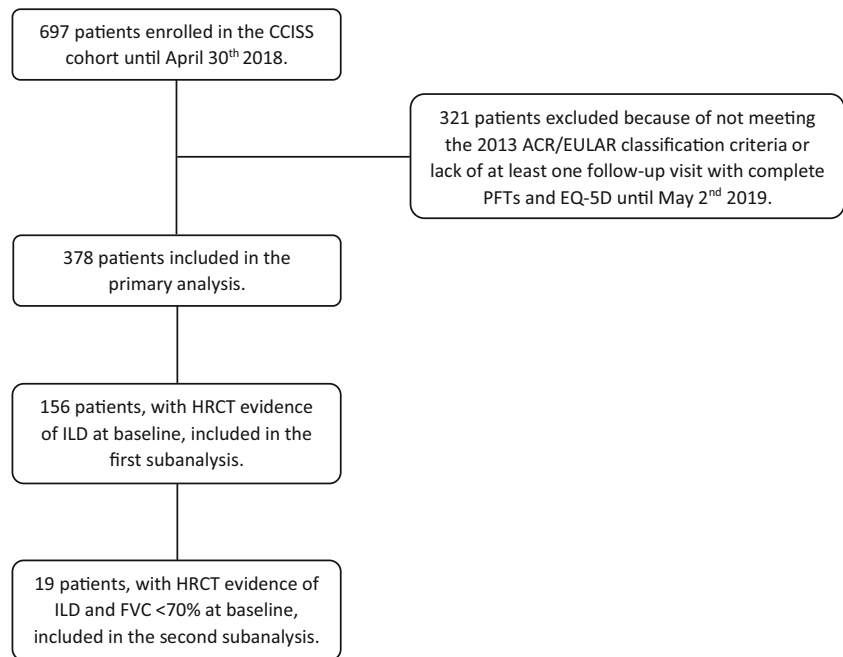 697 patients enrolled in the CCISS
cohort until April 30th 2018.
321 patients excluded because of not meeting
the 2013 ACR/EULAR classification criteria or
lack of at least one follow-up visit with complete
PFTs and EQ-5D until May 2nd 2019.
378 patients included in the
primary analysis.
156 patients, with HRCT evidence
of ILD at baseline, included in the
first subanalysis.
19 patients, with HRCT evidence of
ILD and FVC <70% at baseline,
included in the second subanalysis.